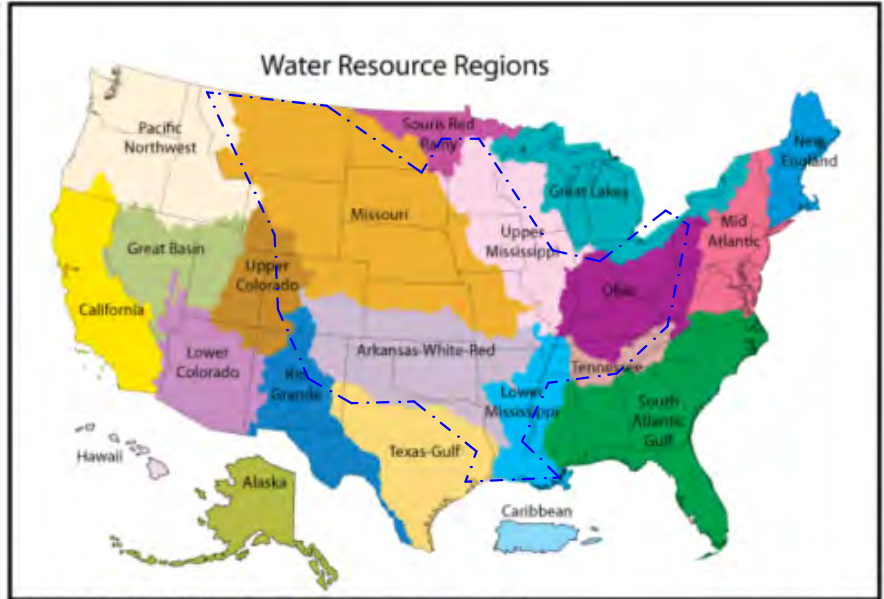 Water Resource Regions
Pacific
Northwest
Souris Red
Rainy
New
England
Great Lakes
Missouri
Mid
Atlantic
Upper
Mississippi
Great Basin
Upper
Colorado
Ohio
California
Lower
Colorado
Arkansas-White-Red
Tennessee
Rio
Grande
Lower
Mississippi
South
Atlantic
Gulf
Texas-Gulf
Hawaii
Alaska
Caribbean